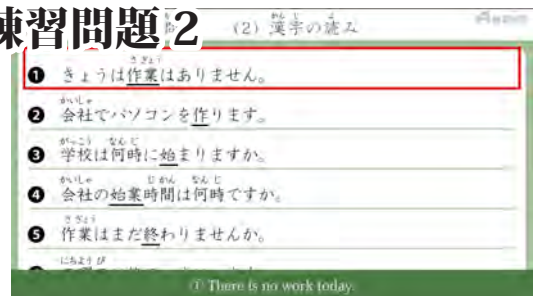 練習問題2
(2) 漢字の読み
❶ きょうは作業はありません。
❷ 会社でパソコンを作ります。
❸ 学校は何時に始まりますか。
❹ 会社の始業時間は何時ですか。
❺ 作業はまだ終わりませんか。
① There is no work today.